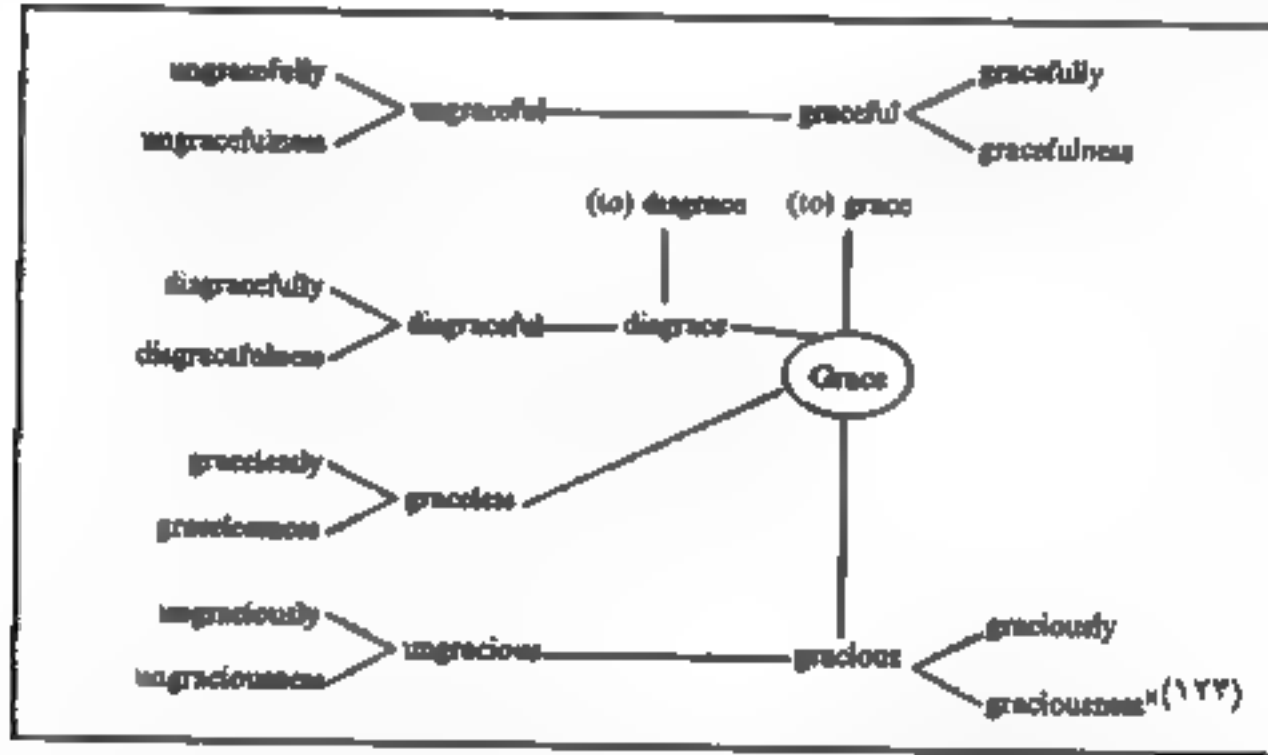 ungracefully
gracefully
ungraceful
graceful
ungracefulness
gracefulness
(to) disgrace (to) grace
disgracefully
disgraceful disgrace
disgracefulness
Grace
gracelessly
graceless
gracelessness
ungraciously
graciously
ungracious
gracious
ungraciousness
graciousness"(١٢٣)